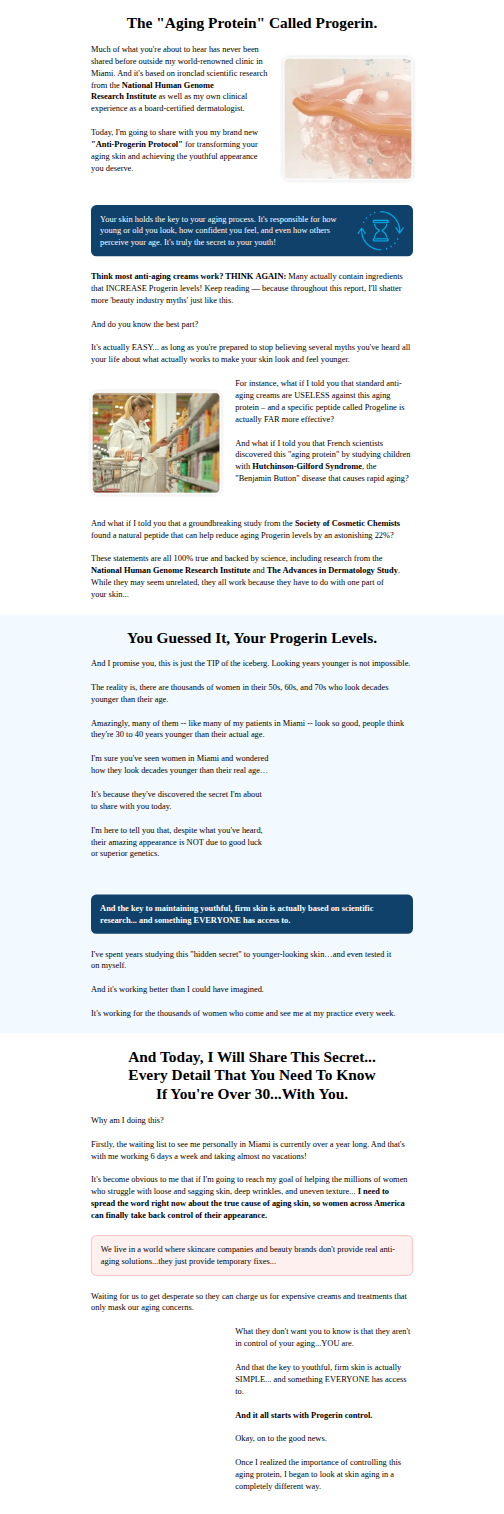 The "Aging Protein" Called Progerin.
Much of what you're about to hear has never been
shared before outside my world-renowned clinic in
Miami. And it's based on ironclad scientific research
from the National Human Genome
Research Institute as well as my own clinical
experience as a board-certified dermatologist.
Today, I'm going to share with you my brand new
"Anti-Progerin Protocol" for transforming your
aging skin and achieving the youthful appearance
you deserve.
Your skin holds the key to your aging process. It's responsible for how
young or old you look, how confident you feel, and even how others
perceive your age. It's truly the secret to your youth!
Think most anti-aging creams work? THINK AGAIN: Many actually contain ingredients
that INCREASE Progerin levels! Keep reading — because throughout this report, I'll shatter
more 'beauty industry myths' just like this.
And do you know the best part?
It's actually EASY... as long as you're prepared to stop believing several myths you've heard all
your life about what actually works to make your skin look and feel younger.
For instance, what if I told you that standard anti-
aging creams are USELESS against this aging
protein – and a specific peptide called Progeline is
actually FAR more effective?
And what if I told you that French scientists
discovered this "aging protein" by studying children
with Hutchinson-Gilford Syndrome, the
"Benjamin Button" disease that causes rapid aging?
And what if I told you that a groundbreaking study from the Society of Cosmetic Chemists
found a natural peptide that can help reduce aging Progerin levels by an astonishing 22%?
These statements are all 100% true and backed by science, including research from the
National Human Genome Research Institute and The Advances in Dermatology Study.
While they may seem unrelated, they all work because they have to do with one part of
your skin...
You Guessed It, Your Progerin Levels.
And I promise you, this is just the TIP of the iceberg. Looking years younger is not impossible.
The reality is, there are thousands of women in their 50s, 60s, and 70s who look decades
younger than their age.
Amazingly, many of them -- like many of my patients in Miami -- look so good, people think
they're 30 to 40 years younger than their actual age.
I'm sure you've seen women in Miami and wondered
how they look decades younger than their real age…
It's because they've discovered the secret I'm about
to share with you today.
I'm here to tell you that, despite what you've heard,
their amazing appearance is NOT due to good luck
or superior genetics.
And the key to maintaining youthful, firm skin is actually based on scientific
research... and something EVERYONE has access to.
I've spent years studying this "hidden secret" to younger-looking skin…and even tested it
on myself.
And it's working better than I could have imagined.
It's working for the thousands of women who come and see me at my practice every week.
And Today, I Will Share This Secret...
Every Detail That You Need To Know
If You're Over 30...With You.
Why am I doing this?
Firstly, the waiting list to see me personally in Miami is currently over a year long. And that's
with me working 6 days a week and taking almost no vacations!
It's become obvious to me that if I'm going to reach my goal of helping the millions of women
who struggle with loose and sagging skin, deep wrinkles, and uneven texture... I need to
spread the word right now about the true cause of aging skin, so women across America
can finally take back control of their appearance.
We live in a world where skincare companies and beauty brands don't provide real anti-
aging solutions...they just provide temporary fixes...
Waiting for us to get desperate so they can charge us for expensive creams and treatments that
only mask our aging concerns.
What they don't want you to know is that they aren't
in control of your aging...YOU are.
And that the key to youthful, firm skin is actually
SIMPLE... and something EVERYONE has access
to.
And it all starts with Progerin control.
Okay, on to the good news.
Once I realized the importance of controlling this
aging protein, I began to look at skin aging in a
completely different way.